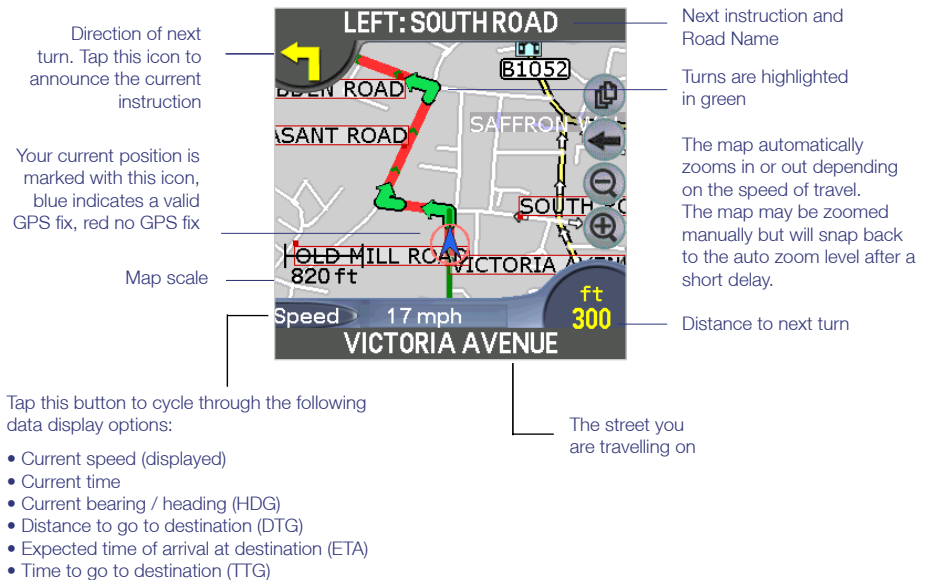 Direction of next
turn. Tap this icon to
announce the current
instruction
Your current position is
marked with this icon,
blue indicates a valid
GPS fix, red no GPS fix
Map scale
LEFT: SOUTH ROAD
B1052
DDEN ROAD
SAFFRON W
ASANT ROAD
SOUTH
OLD MILL ROAD
VICTORIA AVEN
820 ft
ft
300
Speed 17 mph
VICTORIA AVENUE
Next instruction and
Road Name
Turns are highlighted
in green
The map automatically
zooms in or out depending
on the speed of travel.
The map may be zoomed
manually but will snap back
to the auto zoom level after a
short delay.
Distance to next turn
The street you
are travelling on
Tap this button to cycle through the following
data display options:
• Current speed (displayed)
• Current time
• Current bearing / heading (HDG)
• Distance to go to destination (DTG)
• Expected time of arrival at destination (ETA)
• Time to go to destination (TTG)